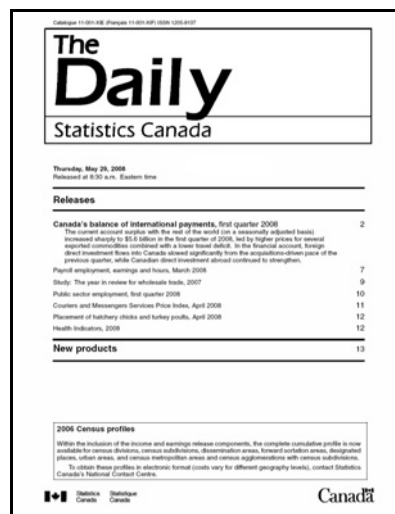 Catalogue 11-001-XIE (Français 11-001-XIF) ISSN 1205-9137
The
Daily
Statistics Canada
Thursday, May 29, 2008
Released at 8:30 a.m. Eastern time
Releases
Canada's balance of international payments, first quarter 2008 2
The current account surplus with the rest of the world (on a seasonally adjusted basis)
increased sharply to $5.6 billion in the first quarter of 2008, led by higher prices for several
exported commodities combined with a lower travel deficit. In the financial account, foreign
direct investment flows into Canada slowed significantly from the acquisitions-driven pace of the
previous quarter, while Canadian direct investment abroad continued to strengthen.
Payroll employment, earnings and hours, March 2008 7
Study: The year in review for wholesale trade, 2007 9
Public sector employment, first quarter 2008 10
Couriers and Messengers Services Price Index, April 2008 11
Placement of hatchery chicks and turkey poults, April 2008 12
Health Indicators, 2008 12
New products 13
2006 Census profiles
Within the inclusion of the income and earnings release components, the complete cumulative profile is now
available for census divisions, census subdivisions, dissemination areas, forward sortation areas, designated
places, urban areas, and census metropolitan areas and census agglomerations with census subdivisions.
To obtain these profiles in electronic format (costs vary for different geography levels), contact Statistics
Canada's National Contact Centre.
Statistics Canada
Statistique Canada
Canada